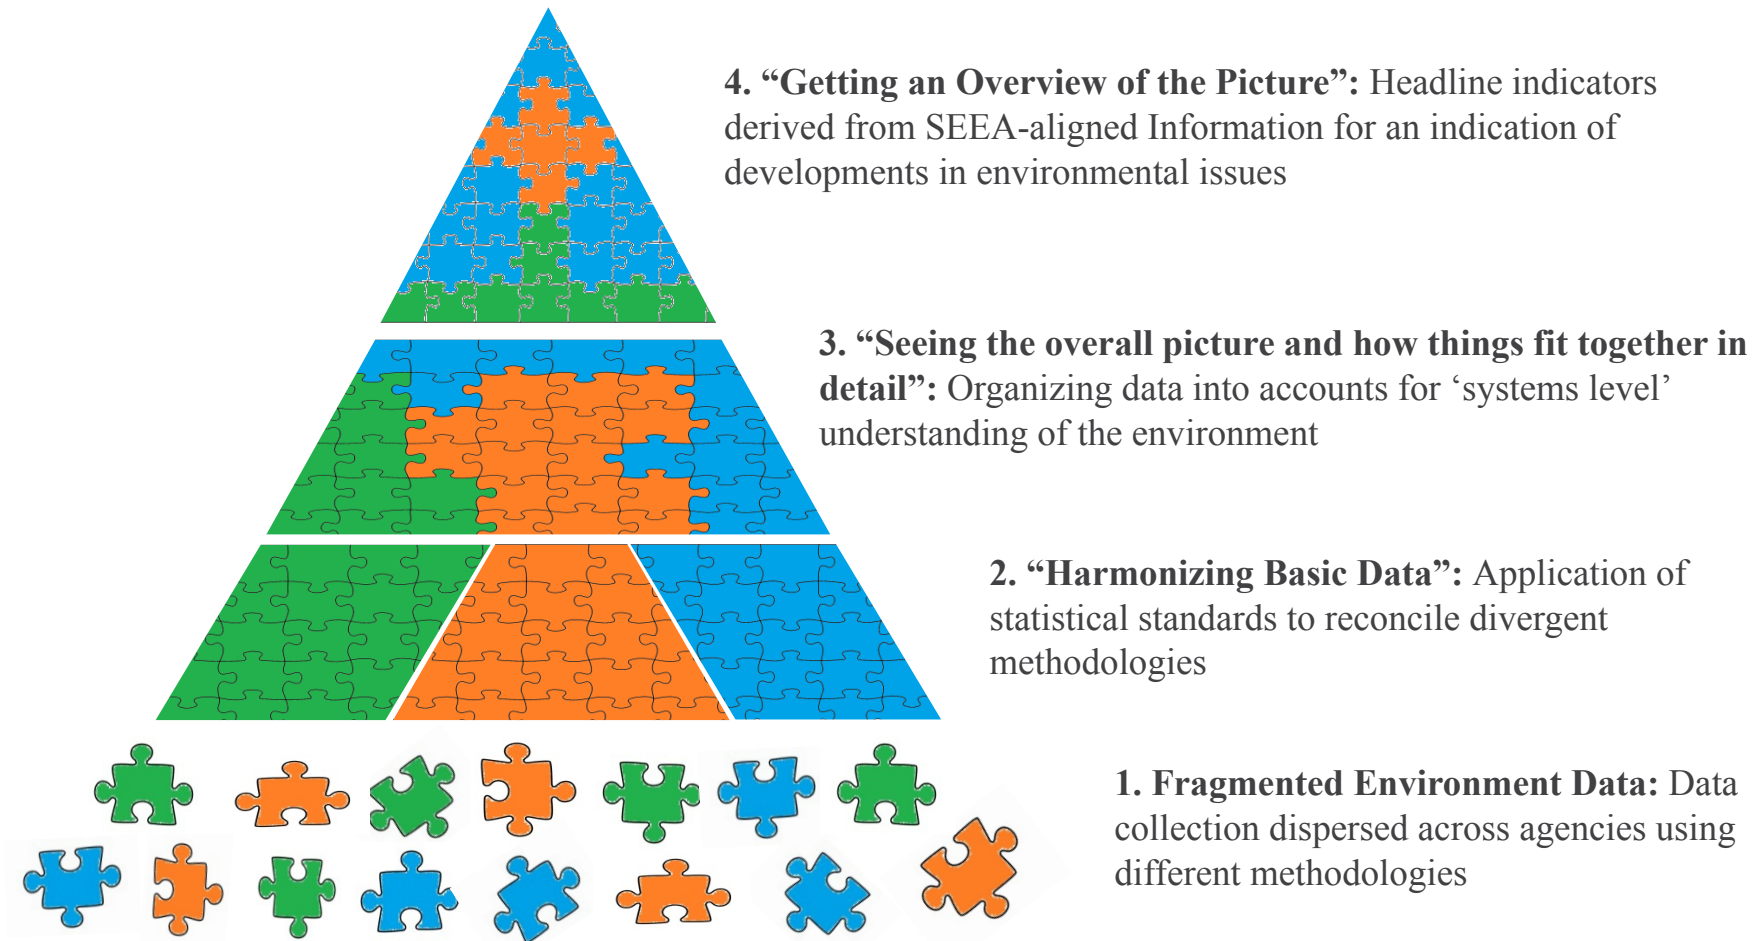 4. “Getting an Overview of the Picture”: Headline indicators
derived from SEEA-aligned Information for an indication of
developments in environmental issues
3. “Seeing the overall picture and how things fit together in
detail”: Organizing data into accounts for ‘systems level’
understanding of the environment
2. “Harmonizing Basic Data”: Application of
statistical standards to reconcile divergent
methodologies
1. Fragmented Environment Data: Data
collection dispersed across agencies using
different methodologies